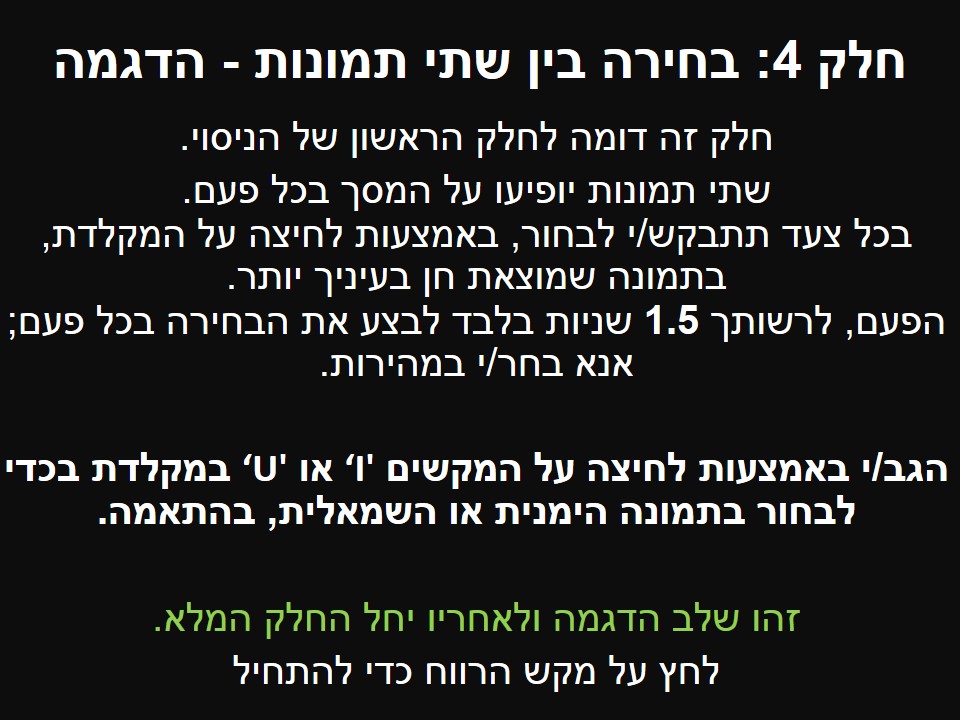 חלק 4: בחירה בין שתי תמונות - הדגמה
חלק זה דומה לחלק הראשון של הניסוי.
שתי תמונות יופיעו על המסך בכל פעם.
בכל צעד תתבקש/י לבחור, באמצעות לחיצה על המקלדת,
בתמונה שמוצאת חן בעיניך יותר.
הפעם, לרשותך 1.5 שניות בלבד לבצע את הבחירה בכל פעם;
אנא בחר/י במהירות.
הגב/י באמצעות לחיצה על המקשים 'I‘ או 'U‘ במקלדת בכדי
לבחור בתמונה הימנית או השמאלית, בהתאמה.
זהו שלב הדגמה ולאחריו יחל החלק המלא.
לחץ על מקש הרווח כדי להתחיל